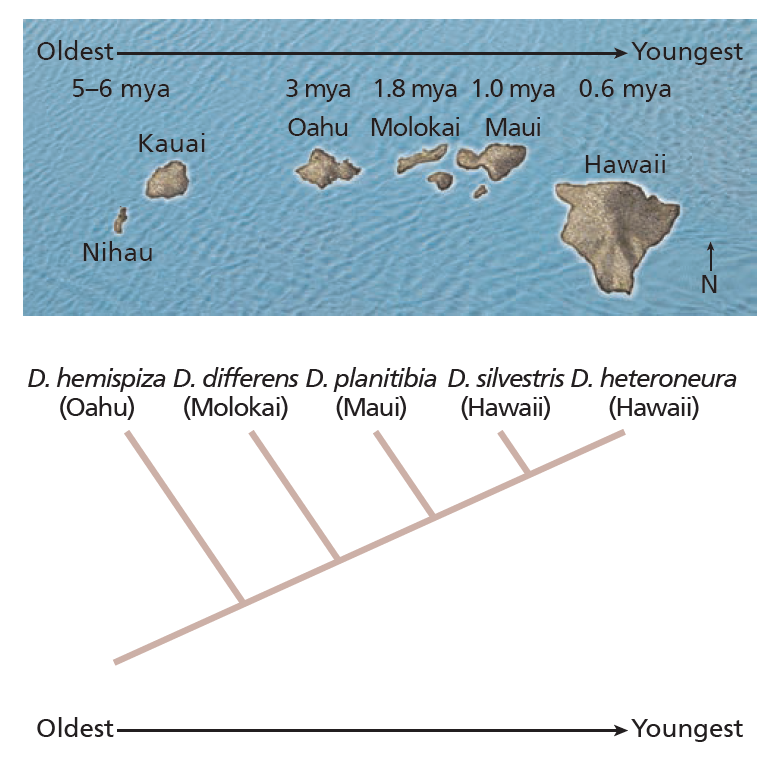 Oldest Youngest
5–6 mya 3 mya 1.8 mya 1.0 mya 0.6 mya
Oahu Molokai Maui
Kauai
Hawaii
Nihau
N
D. hemispiza D. differens D. planitibia D. silvestris D. heteroneura
(Oahu) (Molokai) (Maui) (Hawaii) (Hawaii)
Oldest Youngest